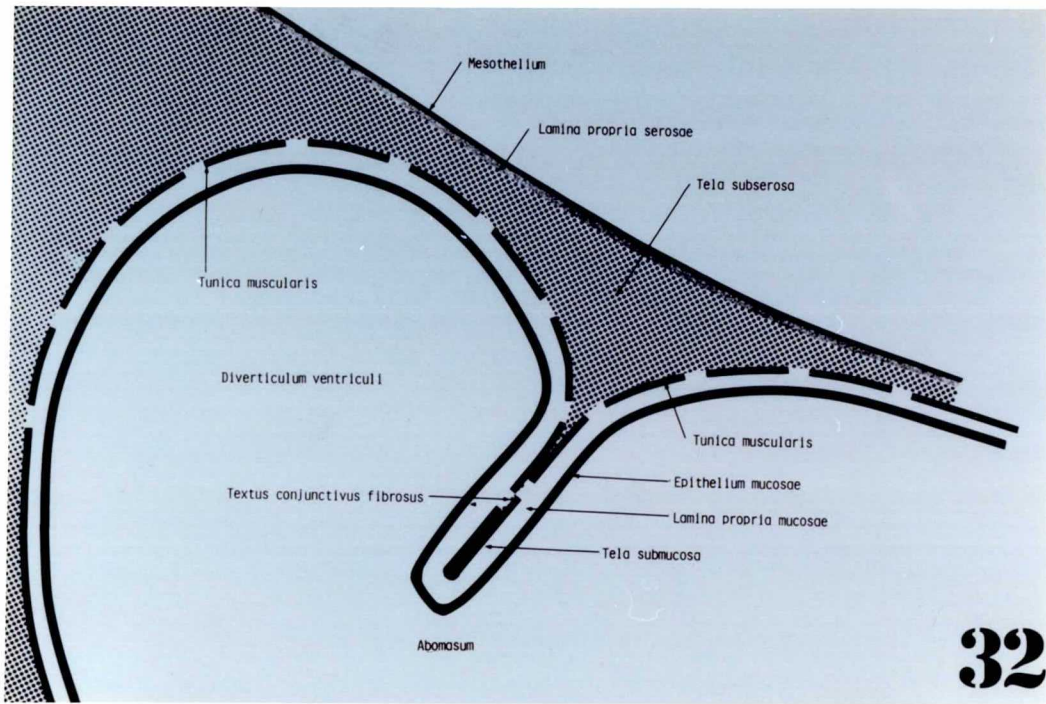 Mesothelium
Lamina propria serosae
Tela subserosa
Tunica muscularis
Diverticulum ventriculi
Tunica muscularis
Epithelium mucosae
Textus conjunctivus fibrosus
Lamina propria mucosae
Tela submucosa
Abomasum
32